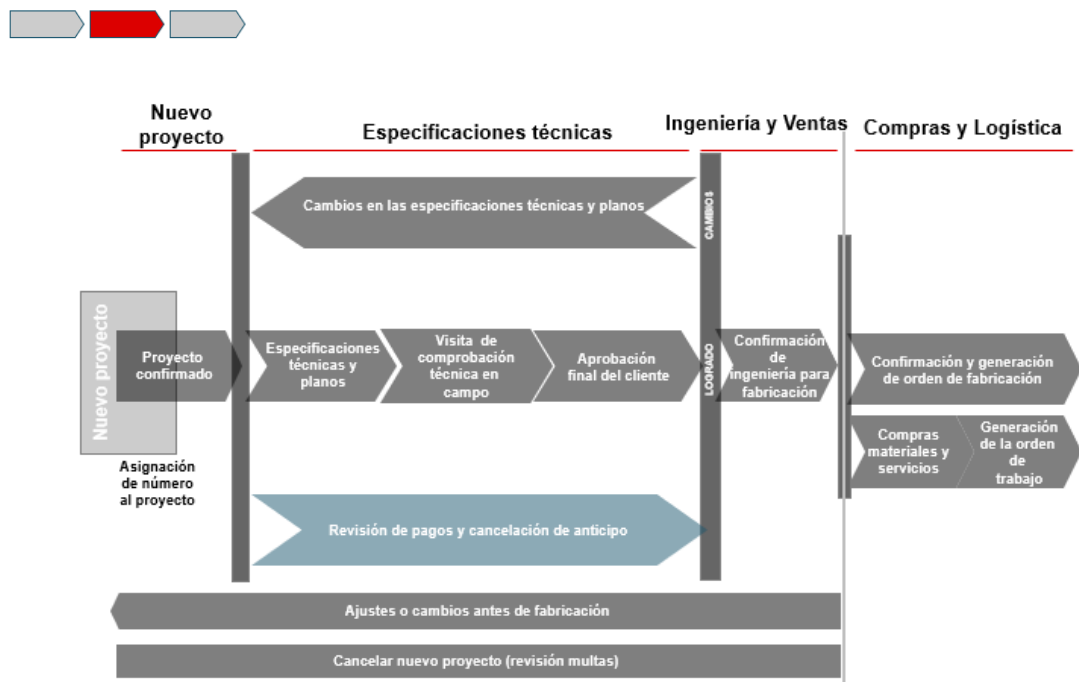 Nuevo
proyecto
Especificaciones técnicas
Ingeniería y Ventas
Compras y Logística
Cambios en las especificaciones técnicas y planos
CAMBIOS
Nuevo proyecto
Proyecto
confirmado
Especificaciones
técnicas y
planos
Visita de
comprobación
técnica en
campo
Aprobación
final del cliente
LOGRADO
Confirmación
de
ingeniería para
fabricación
Confirmación y generación
de orden de fabricación
Compras
materiales y
servicios
Generación
de la orden
de
trabajo
Asignación
de número
al proyecto
Revisión de pagos y cancelación de anticipo
Ajustes o cambios antes de fabricación
Cancelar nuevo proyecto (revisión multas)